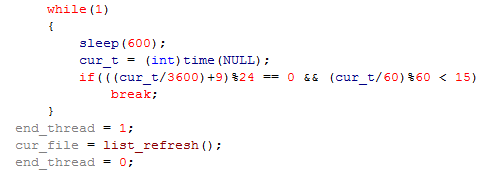 while(1)
{
sleep(600);
cur_t = (int)time(NULL);
if(((cur_t/3600)+9)%24 == 0 && (cur_t/60)%60 < 15)
break;
}
end_thread = 1;
cur_file = list_refresh();
end_thread = 0;